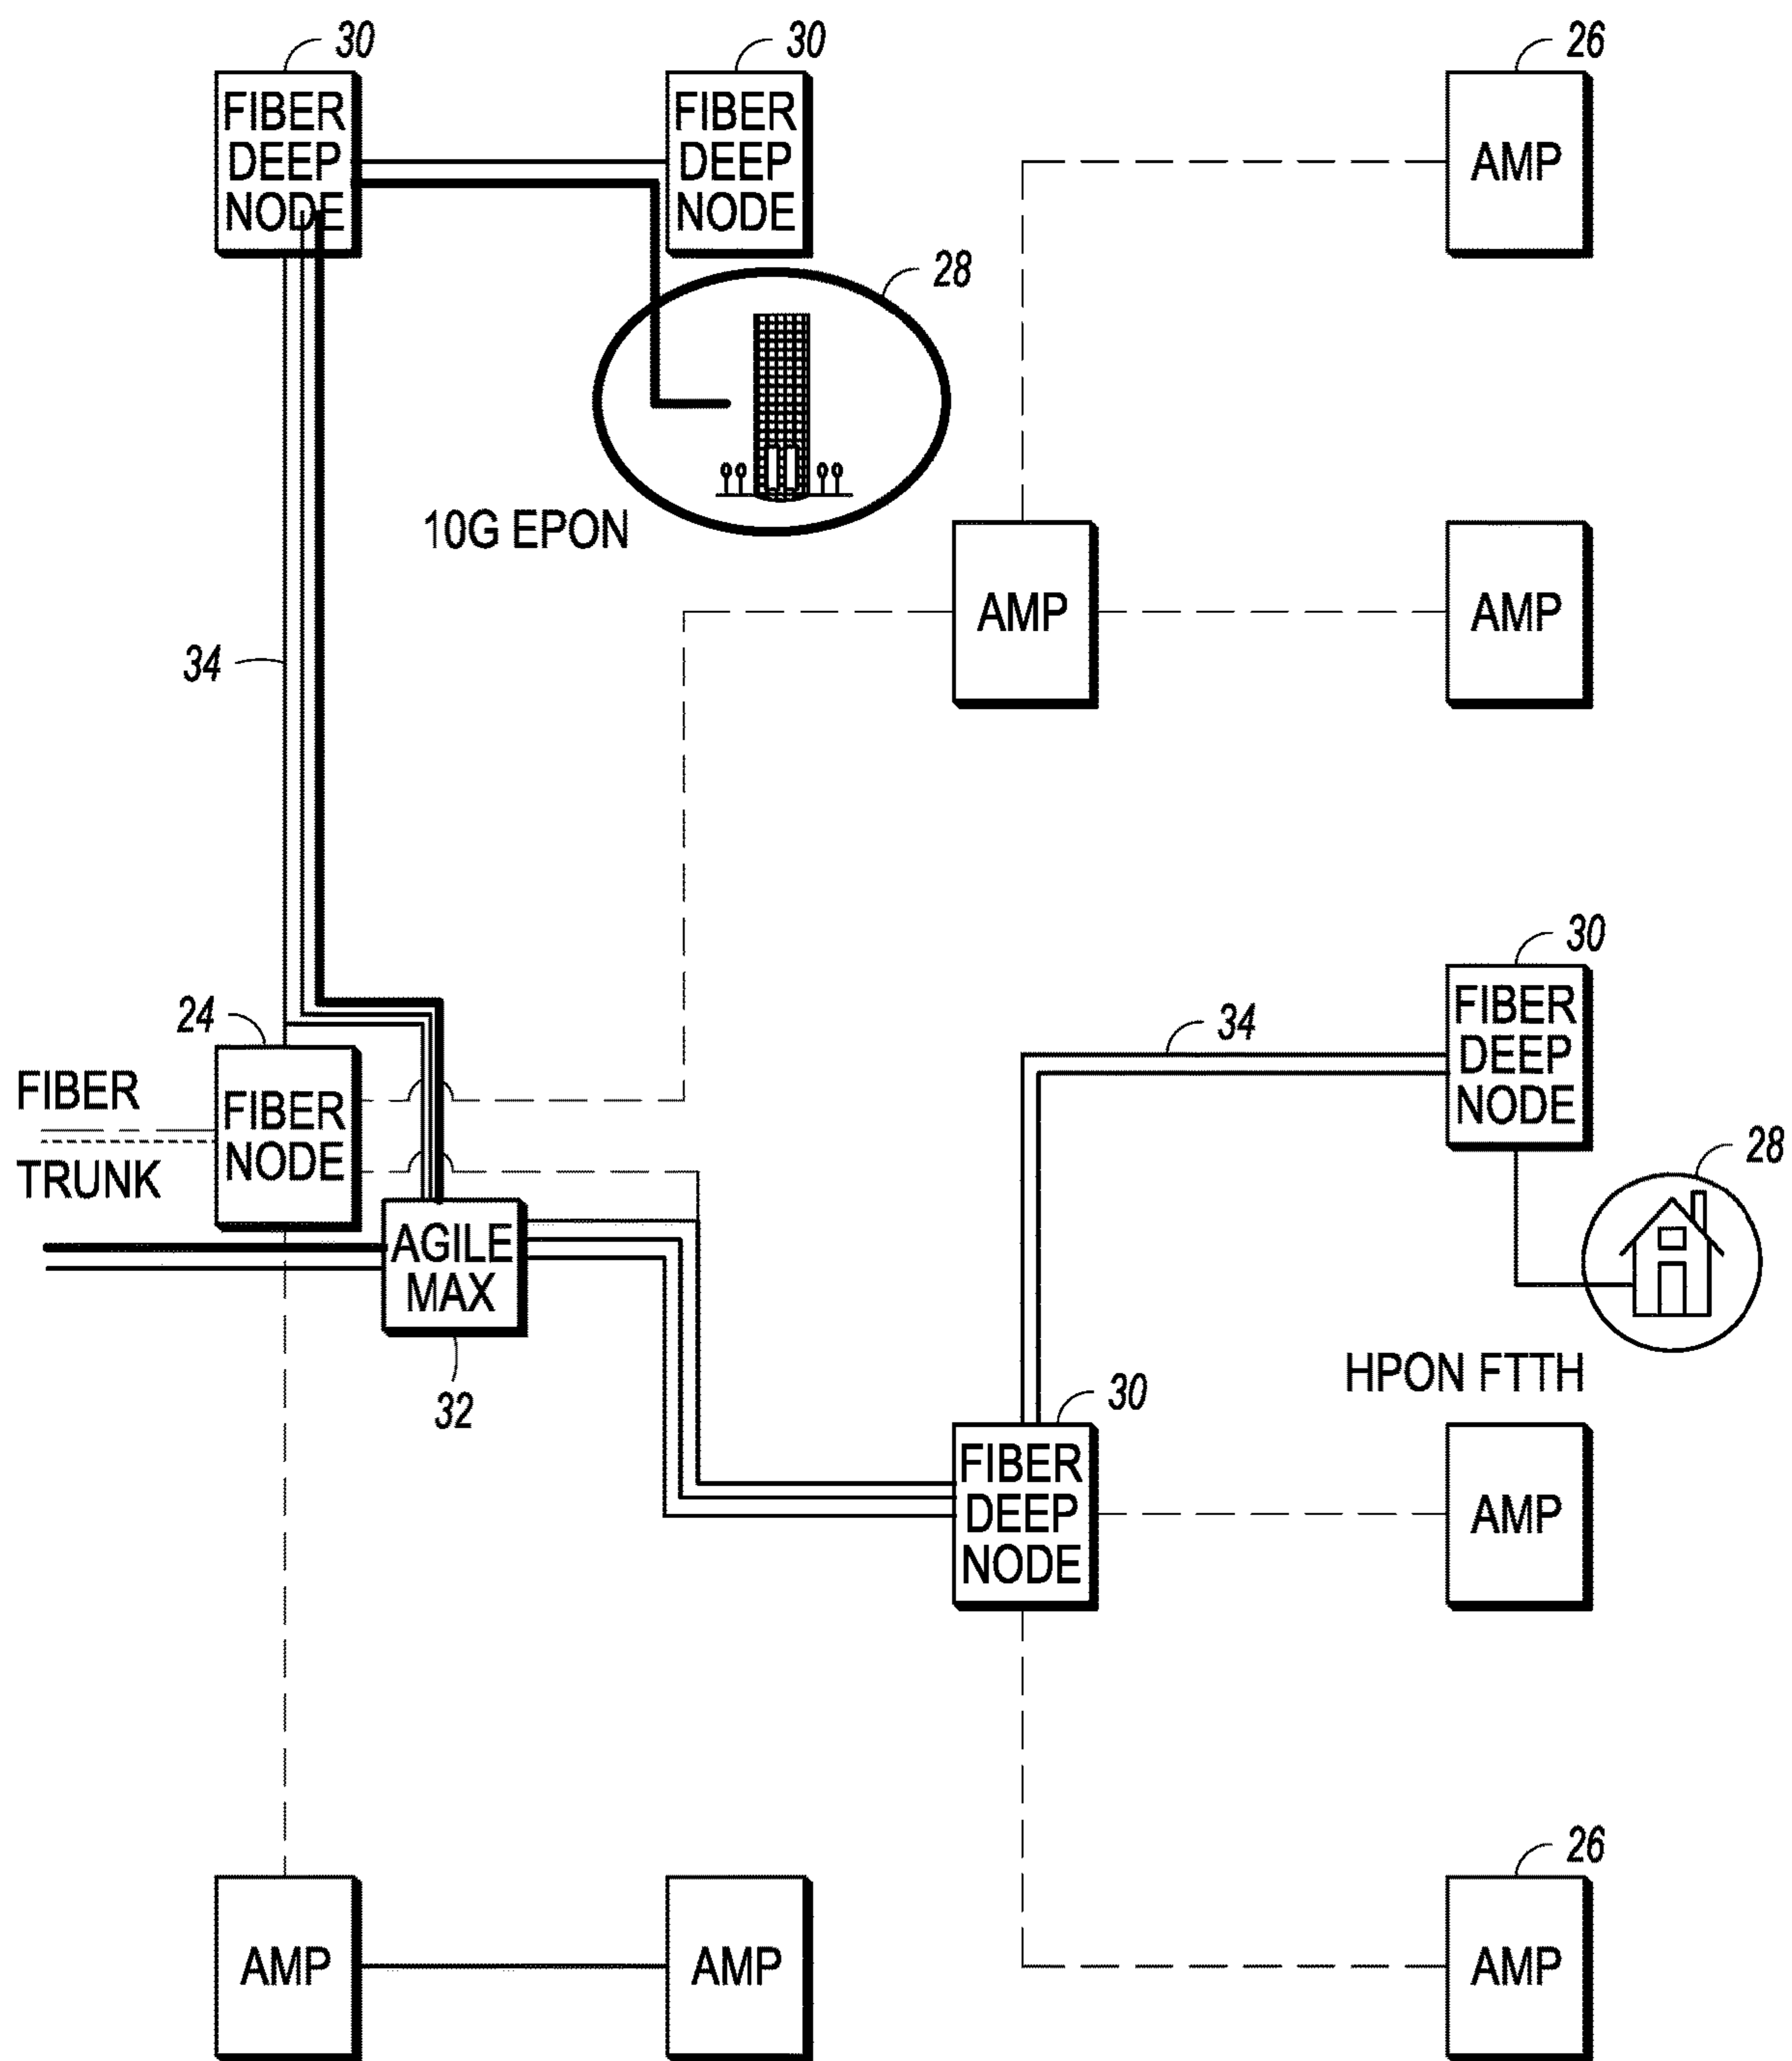 30
30
26
FIBER
DEEP
NODE
FIBER
DEEP
NODE
AMP
28
10G EPON
AMP
AMP
34
30
24
34
FIBER
DEEP
NODE
FIBER
TRUNK
FIBER
NODE
28
AGILE
MAX
32
HPON FTTH
30
FIBER
DEEP
NODE
AMP
26
AMP
AMP
AMP